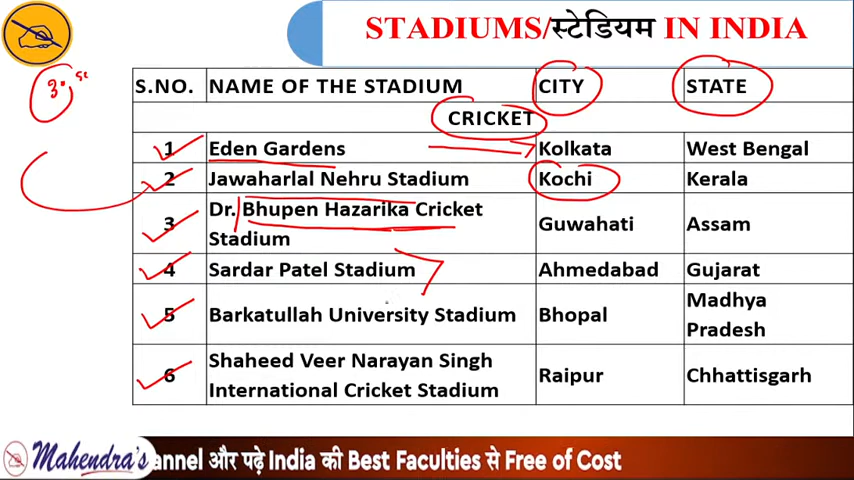 STADIUMS/स्टेडियम IN INDIA
S.NO. NAME OF THE STADIUM CITY STATE
CRICKET
1 Eden Gardens Kolkata West Bengal
2 Jawaharlal Nehru Stadium Kochi Kerala
3 Dr. Bhupen Hazarika Cricket Stadium Guwahati Assam
4 Sardar Patel Stadium Ahmedabad Gujarat
5 Barkatullah University Stadium Bhopal Madhya Pradesh
6 Shaheed Veer Narayan Singh International Cricket Stadium Raipur Chhattisgarh
Mahendra's annel और पढ़े India की Best Faculties से Free of Cost